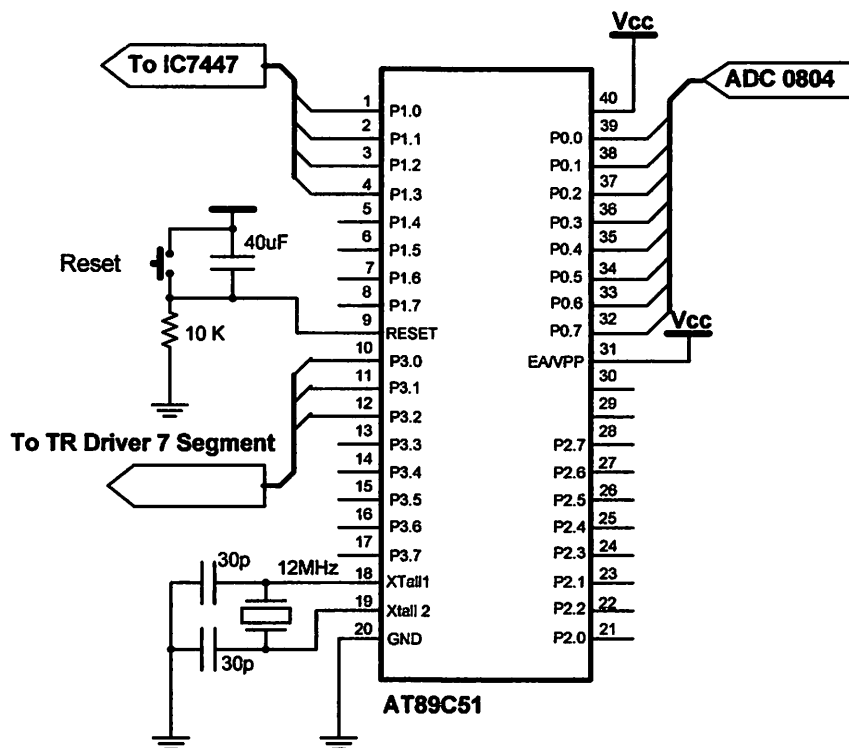 Vcc
To IC7447
ADC 0804
1
P1.0
2
P1.1
3
P1.2
4
P1.3
5
P1.4
6
P1.5
7
P1.6
8
P1.7
9
RESET
10
P3.0
11
P3.1
12
P3.2
13
P3.3
14
P3.4
15
P3.5
16
P3.6
17
P3.7
18
XTall1
19
Xtall 2
20
GND
40
39
P0.0
38
P0.1
37
P0.2
36
P0.3
35
P0.4
34
P0.5
33
P0.6
32
P0.7
Vcc
31
EA/VPP
30
29
28
P2.7
27
P2.6
26
P2.5
25
P2.4
24
P2.3
23
P2.1
22
P2.2
21
P2.0
40uF
Reset
10 K
To TR Driver 7 Segment
30p
12MHz
30p
AT89C51